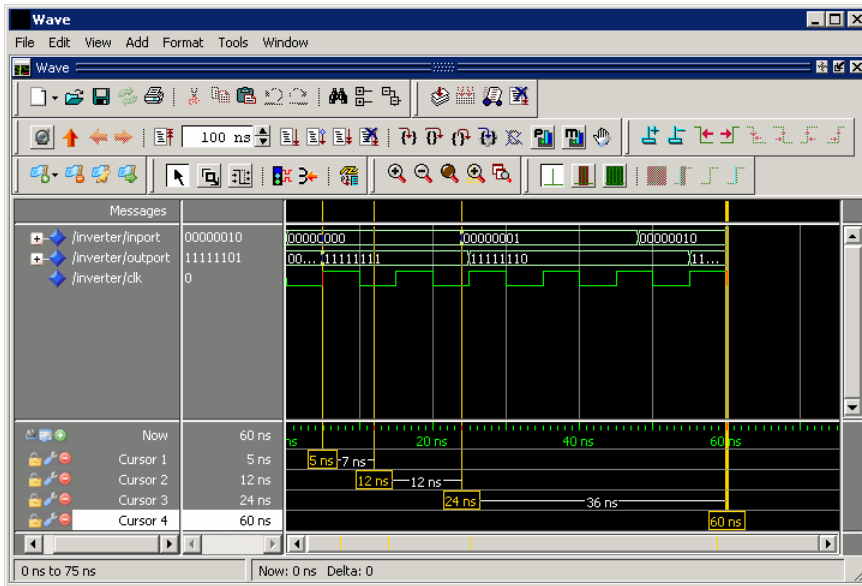 Wave
File Edit View Add Format Tools Window
Wave
100 ns
Messages
/inverter/inport 00000010 00000000 00000001 00000010
/inverter/outport 11111101 00... 11111111 11111110 11...
/inverter/clk 0
Now 60 ns ns 20 ns 40 ns 60 ns
Cursor 1 5 ns 5 ns 7 ns
Cursor 2 12 ns 12 ns 12 ns
Cursor 3 24 ns 24 ns 36 ns
Cursor 4 60 ns 60 ns
0 ns to 75 ns Now: 0 ns Delta: 0